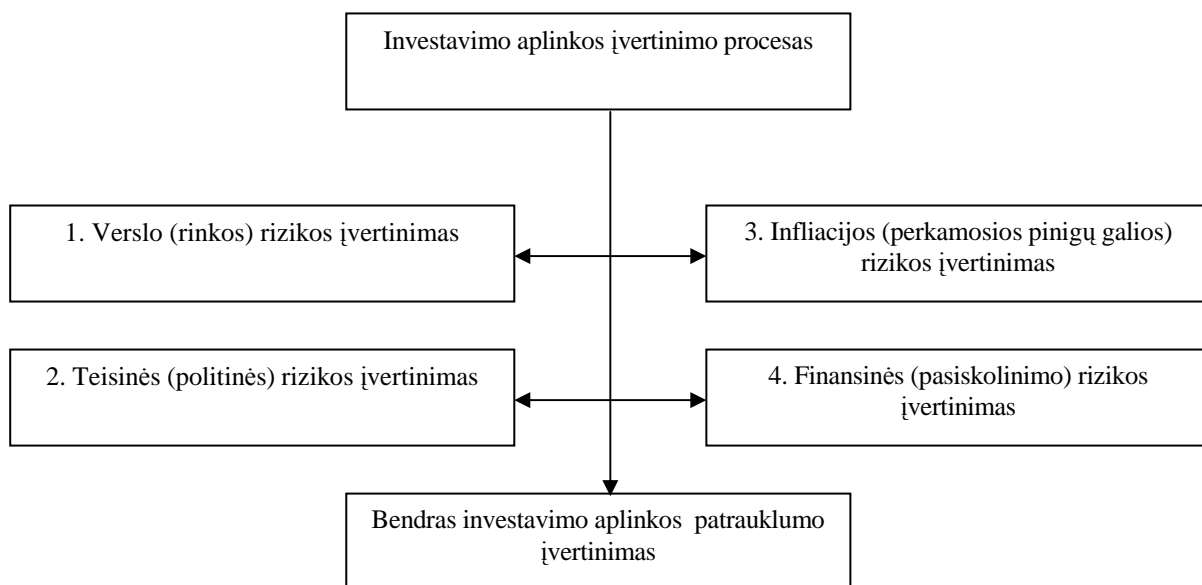 Investavimo aplinkos įvertinimo procesas
1. Verslo (rinkos) rizikos įvertinimas
3. Infliacijos (perkamosios pinigų galios)
rizikos įvertinimas
2. Teisinės (politinės) rizikos įvertinimas
4. Finansinės (pasiskolinimo) rizikos
įvertinimas
Bendras investavimo aplinkos patrauklumo
įvertinimas